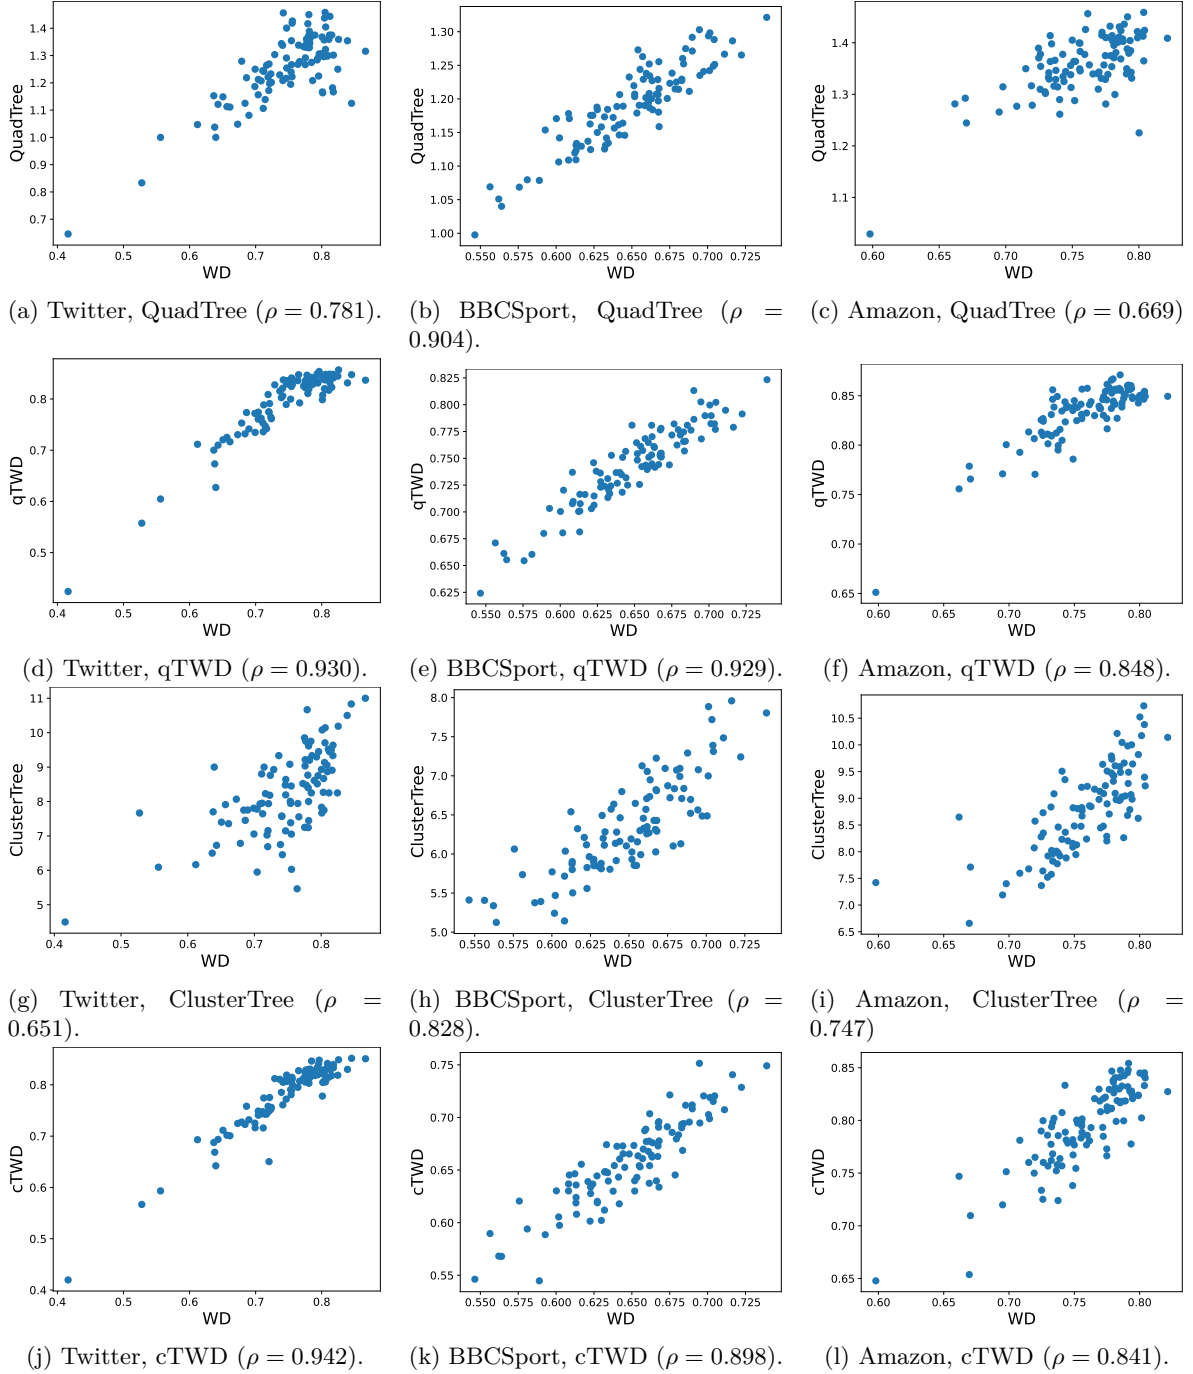 QuadTree
1.4
1.3
1.2
1.1
1.0
0.9
0.8
0.7
0.4 0.5 0.6 0.7 0.8
WD
(a) Twitter, QuadTree (ρ = 0.781).
QuadTree
1.30
1.25
1.20
1.15
1.10
1.05
1.00
0.550 0.575 0.600 0.625 0.650 0.675 0.700 0.725
WD
(b) BBCSport, QuadTree (ρ =
0.904).
QuadTree
1.4
1.3
1.2
1.1
0.60 0.65 0.70 0.75 0.80
WD
(c) Amazon, QuadTree (ρ = 0.669)
qTWD
0.8
0.7
0.6
0.5
0.4 0.5 0.6 0.7 0.8
WD
(d) Twitter, qTWD (ρ = 0.930).
qTWD
0.825
0.800
0.775
0.750
0.725
0.700
0.675
0.650
0.625
0.550 0.575 0.600 0.625 0.650 0.675 0.700 0.725
WD
(e) BBCSport, qTWD (ρ = 0.929).
qTWD
0.85
0.80
0.75
0.70
0.65
0.60 0.65 0.70 0.75 0.80
WD
(f) Amazon, qTWD (ρ = 0.848).
ClusterTree
11
10
9
8
7
6
5
0.4 0.5 0.6 0.7 0.8
WD
(g) Twitter, ClusterTree (ρ =
0.651).
ClusterTree
8.0
7.5
7.0
6.5
6.0
5.5
5.0
0.550 0.575 0.600 0.625 0.650 0.675 0.700 0.725
WD
(h) BBCSport, ClusterTree (ρ =
0.828).
ClusterTree
10.5
10.0
9.5
9.0
8.5
8.0
7.5
7.0
6.5
0.60 0.65 0.70 0.75 0.80
WD
(i) Amazon, ClusterTree (ρ =
0.747)
cTWD
0.8
0.7
0.6
0.5
0.4
0.4 0.5 0.6 0.7 0.8
WD
(j) Twitter, cTWD (ρ = 0.942).
cTWD
0.75
0.70
0.65
0.60
0.55
0.550 0.575 0.600 0.625 0.650 0.675 0.700 0.725
WD
(k) BBCSport, cTWD (ρ = 0.898).
cTWD
0.85
0.80
0.75
0.70
0.65
0.60 0.65 0.70 0.75 0.80
WD
(l) Amazon, cTWD (ρ = 0.841).